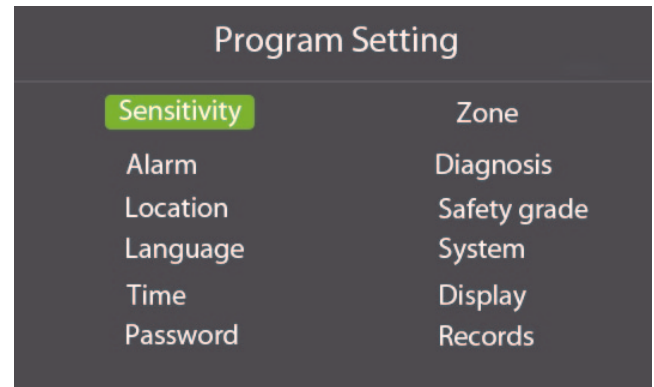 Program Setting
Sensitivity Zone
Alarm Diagnosis
Location Safety grade
Language System
Time Display
Password Records